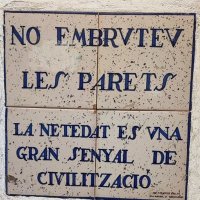 NO EMBRVTEV
LES PARETS
LA NETEDAT ES VNA
GRAN SENYAL DE
CIVILITZACIÓ